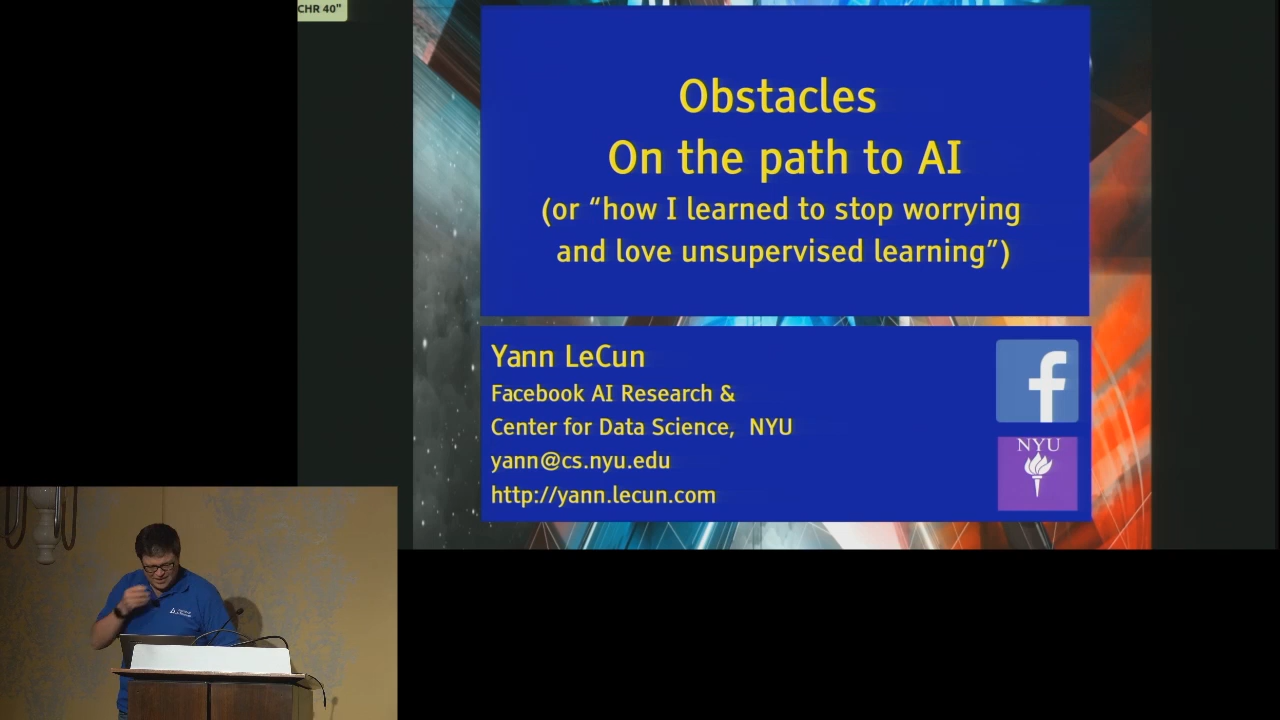 CHR 40"
Obstacles
On the path to AI
(or “how I learned to stop worrying
and love unsupervised learning”)
Yann LeCun
Facebook AI Research &
Center for Data Science, NYU
yann@cs.nyu.edu
http://yann.lecun.com
f
NYU